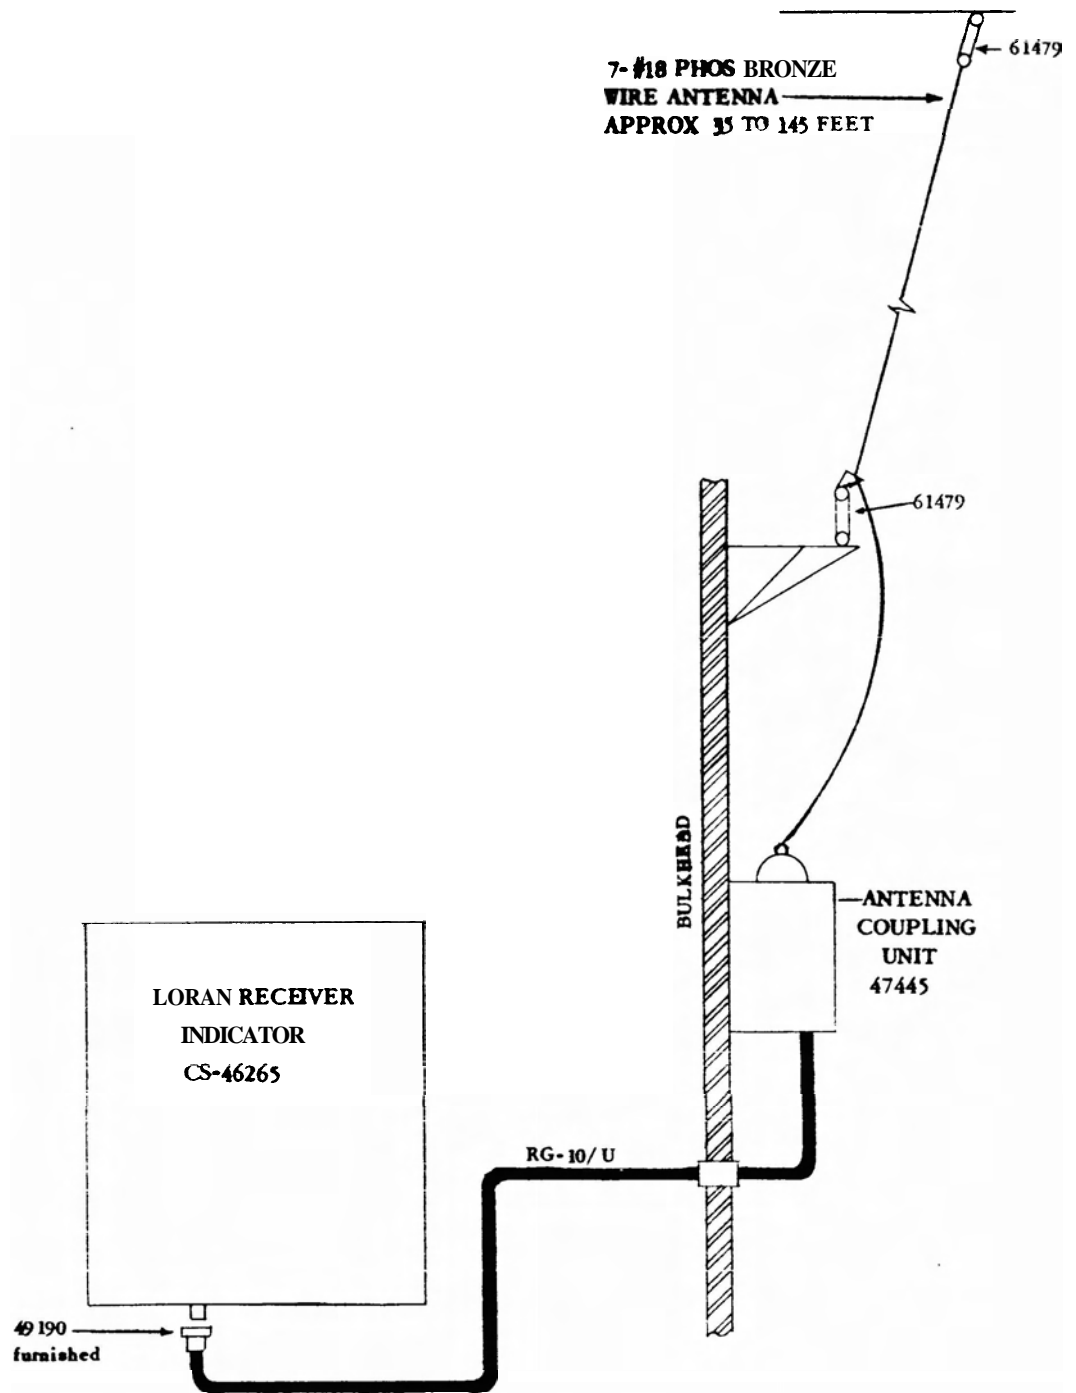 61479
7-#18 PHOS BRONZE
WIRE ANTENNA
APPROX 35 TO 145 FEET
61479
BULKHEAD
ANTENNA
COUPLING
UNIT
47445
LORAN RECEIVER
INDICATOR
CS-46265
RG-10/U
49190
furnished